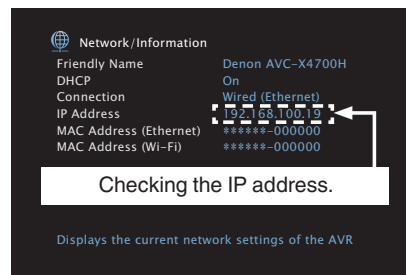 Network/Information
Friendly Name Denon AVC-X4700H
DHCP On
Connection Wired (Ethernet)
IP Address 192.168.100.19
MAC Address (Ethernet) ******-000000
MAC Address (Wi-Fi) ******-000000
Checking the IP address.
Displays the current network settings of the AVR